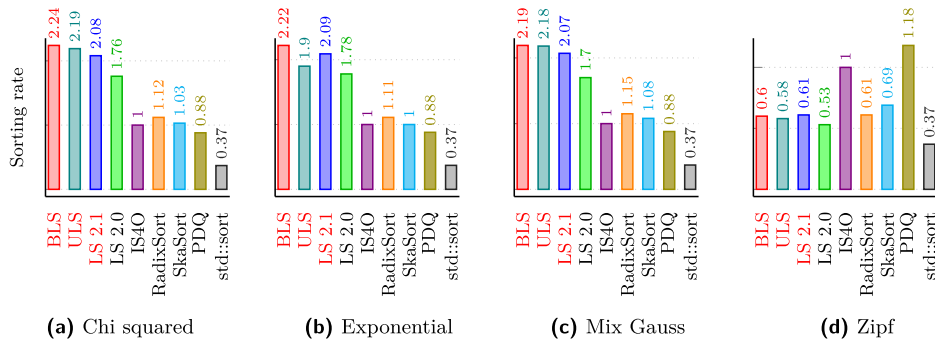 Sorting rate
2.24
2.19
2.08
1.76
1
1.12
1.03
0.88
0.37
BLS
ULS
LS 2.1
LS 2.0
IS4O
RadixSort
SkaSort
PDQ
std::sort
(a) Chi squared
2.22
1.9
2.09
1.78
1
1.11
1
0.88
0.37
BLS
ULS
LS 2.1
LS 2.0
IS4O
RadixSort
SkaSort
PDQ
std::sort
(b) Exponential
2.19
2.18
2.07
1.7
1
1.15
1.08
0.88
0.37
BLS
ULS
LS 2.1
LS 2.0
IS4O
RadixSort
SkaSort
PDQ
std::sort
(c) Mix Gauss
0.6
0.58
0.61
0.53
1
0.61
0.69
1.18
0.37
BLS
ULS
LS 2.1
LS 2.0
IS4O
RadixSort
SkaSort
PDQ
std::sort
(d) Zipf